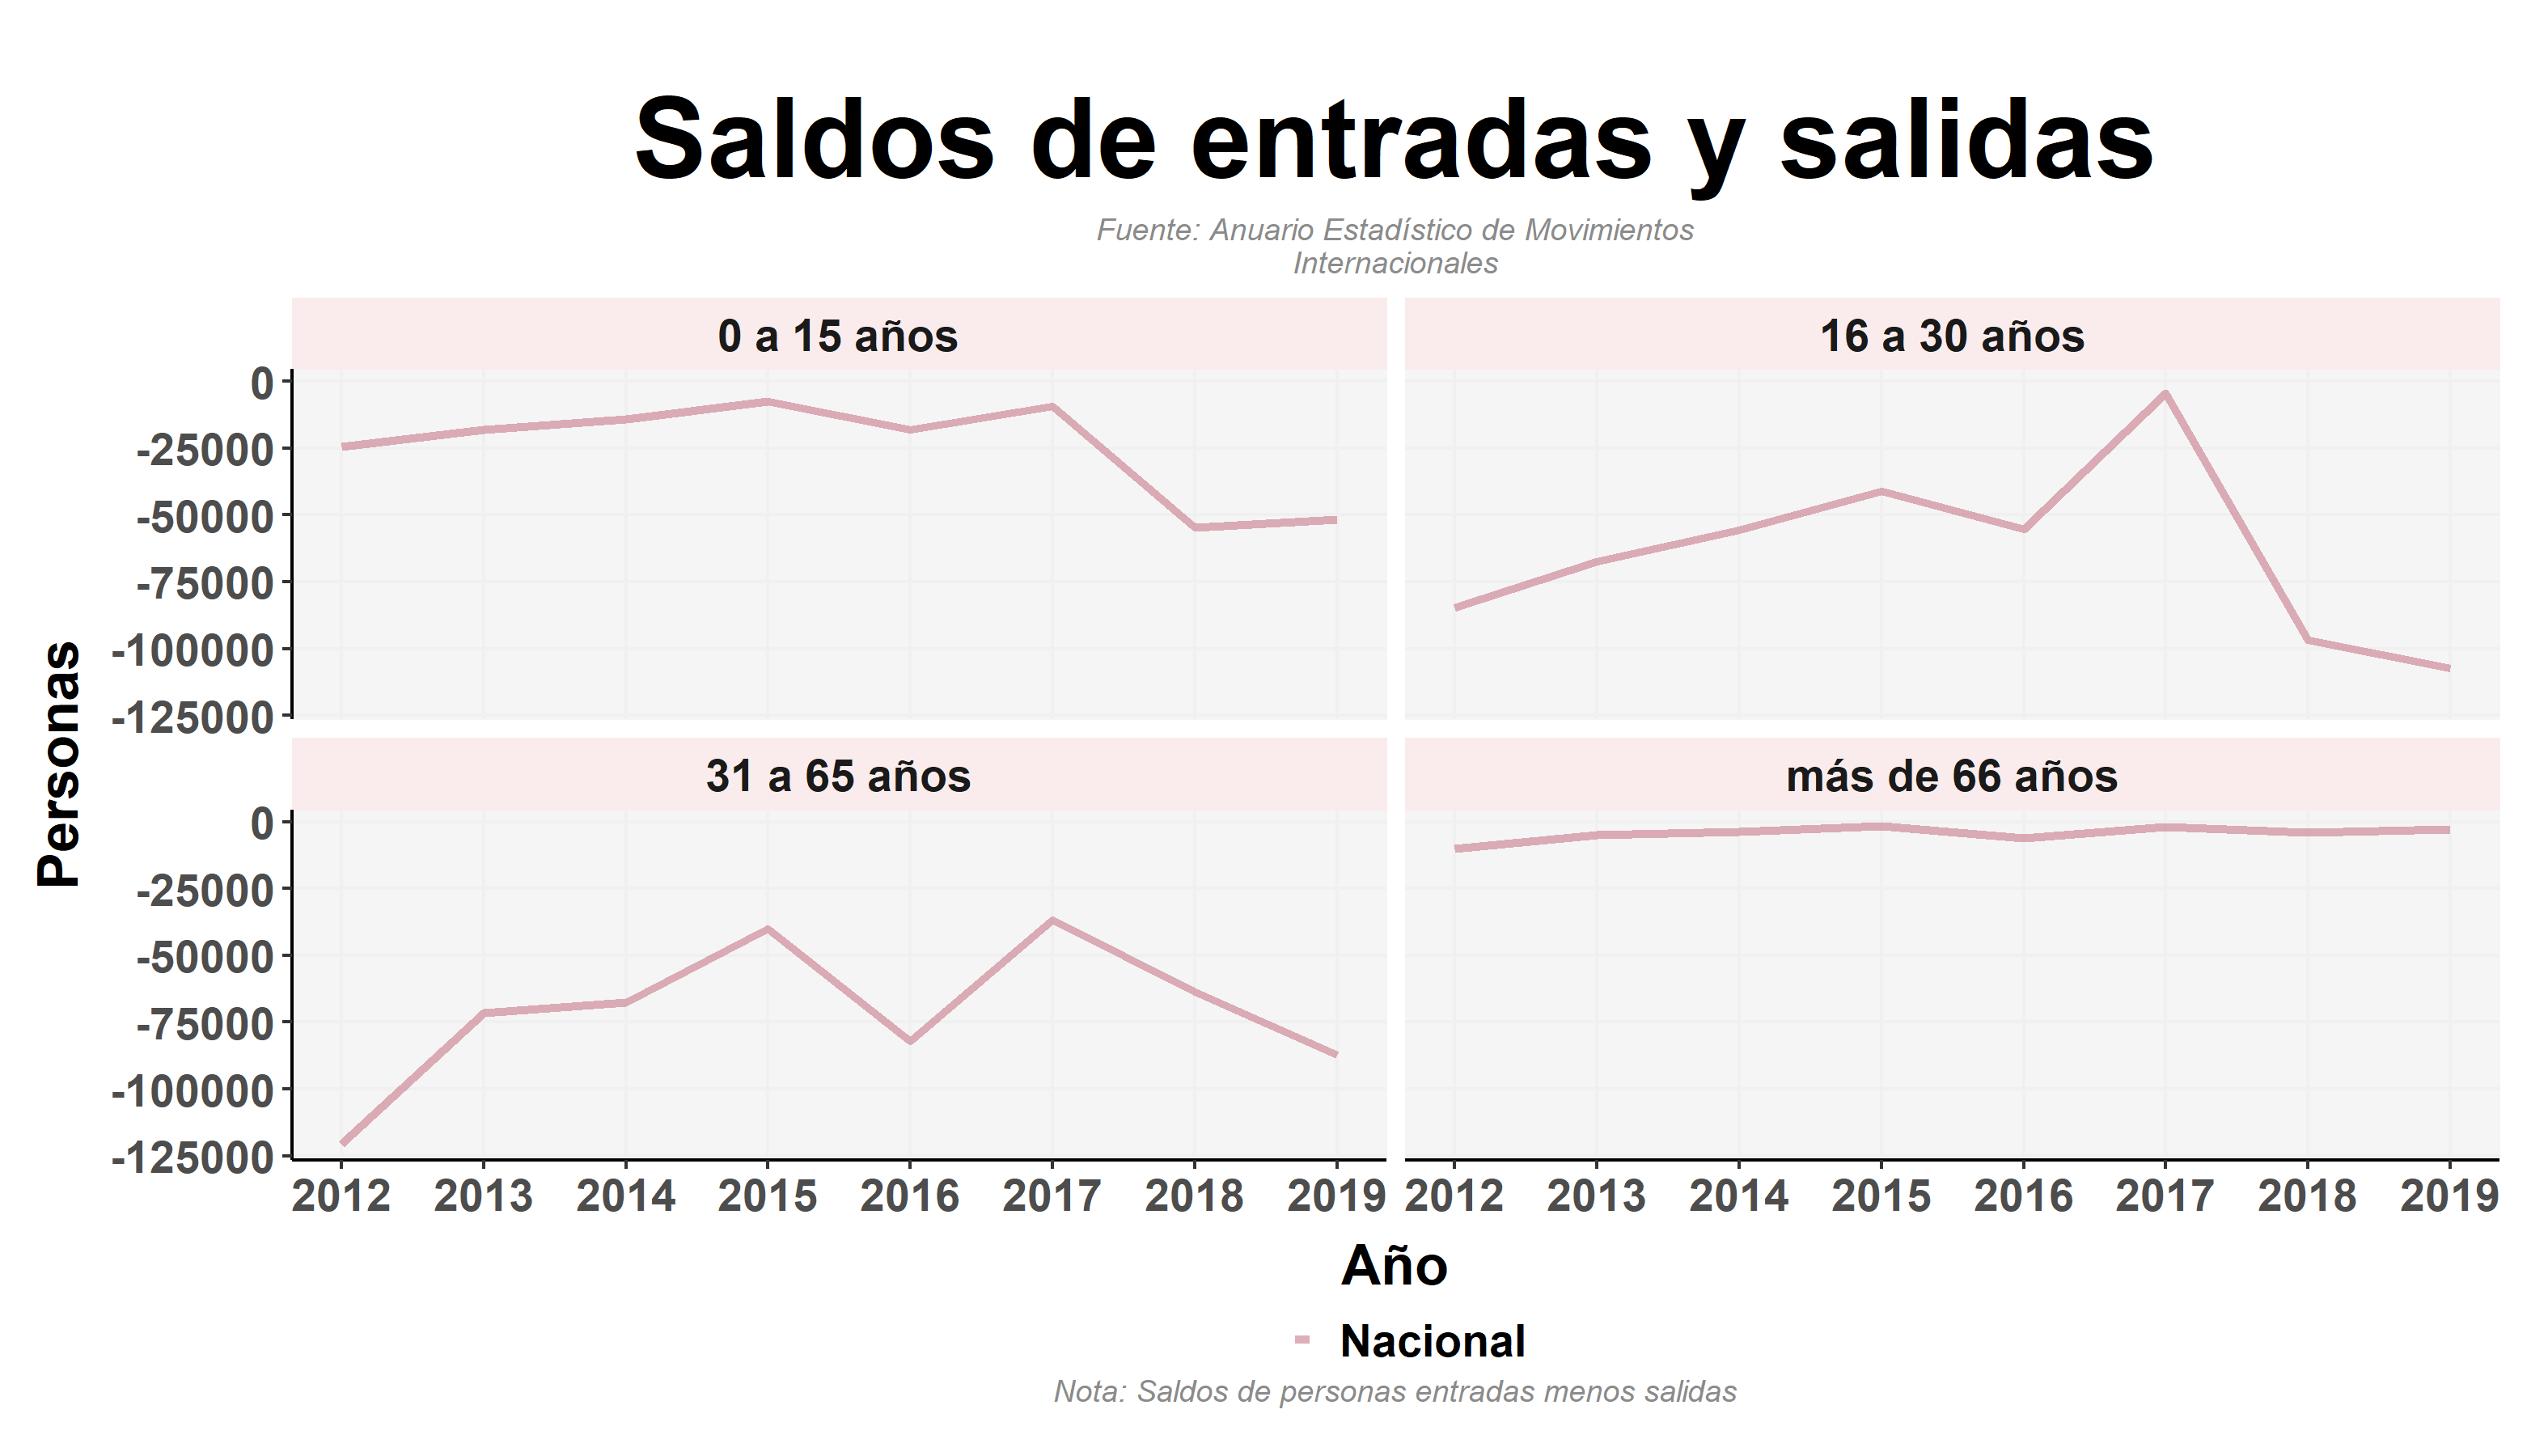 Saldos de entradas y salidas
Fuente: Anuario Estadístico de Movimientos
Internacionales
0 a 15 años
16 a 30 años
0
-25000
-50000
-75000
-100000
-125000
31 a 65 años
más de 66 años
0
-25000
-50000
-75000
-100000
-125000
Personas
2012 2013 2014 2015 2016 2017 2018 2019 2012 2013 2014 2015 2016 2017 2018 2019
Año
Nacional
Nota: Saldos de personas entradas menos salidas